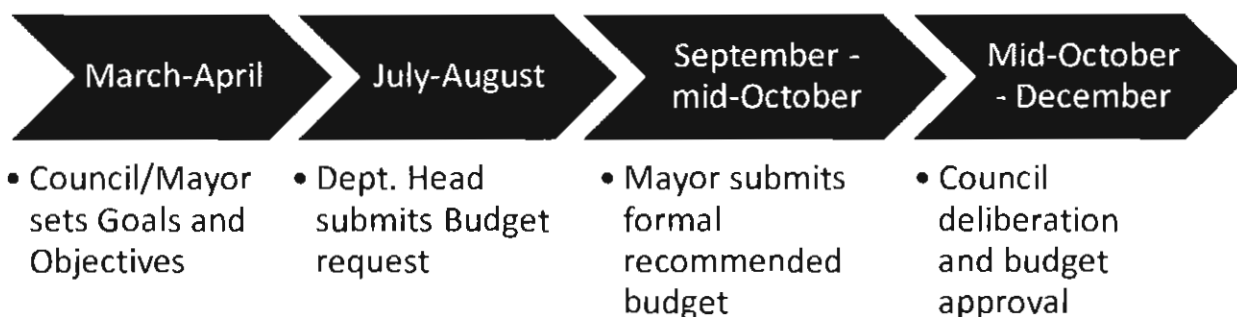 March-April
• Council/Mayor
sets Goals and
Objectives
July-August
• Dept. Head
submits Budget
request
September -
mid-October
• Mayor submits
formal
recommended
budget
Mid-October
- December
• Council
deliberation
and budget
approval